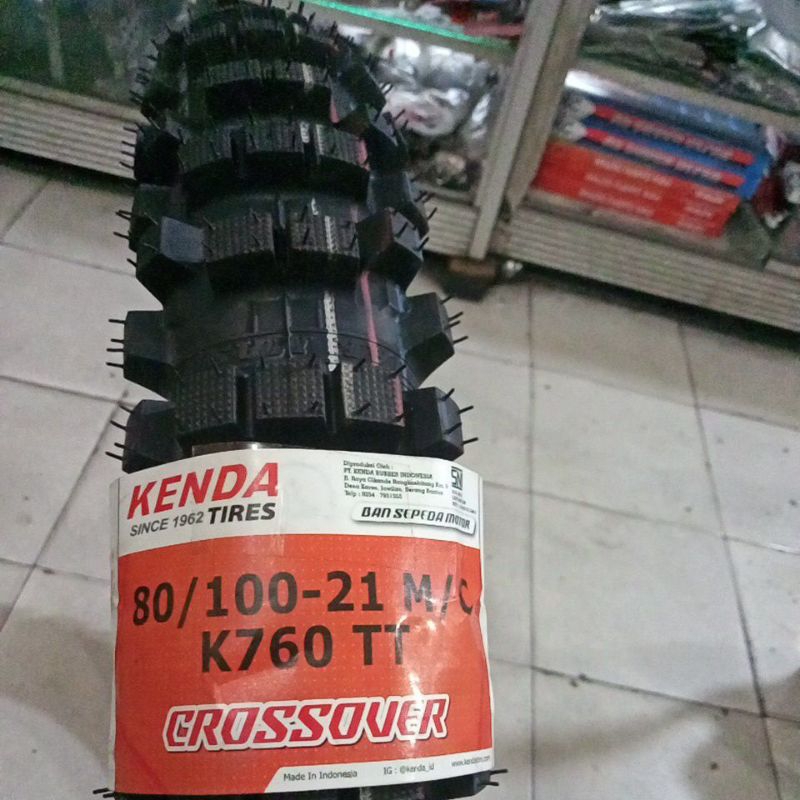 KENDA
SINCE 1962 TIRES
Diproduksi Oleh :
PT. KENDA RUBBER INDONESIA
BAN SEPEDA MOTOR
80/100-21 M/C
K760 TT
CROSSOVER
Made In Indonesia
IG : @kenda_id